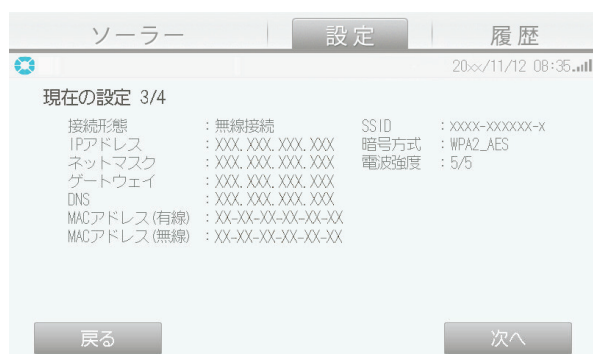 ソーラー 設定 履歴
20××/11/12 08:35
現在の設定 3/4
接続形態 : 無線接続 SSID : XXXX-XXXXXX-X
IPアドレス : XXX. XXX. XXX. XXX 暗号方式 : WPA2_AES
ネットマスク : XXX. XXX. XXX. XXX 電波強度 : 5/5
ゲートウェイ : XXX. XXX. XXX. XXX
DNS : XXX. XXX. XXX. XXX
MACアドレス(有線) : XX-XX-XX-XX-XX-XX
MACアドレス(無線) : XX-XX-XX-XX-XX-XX
戻る 次へ